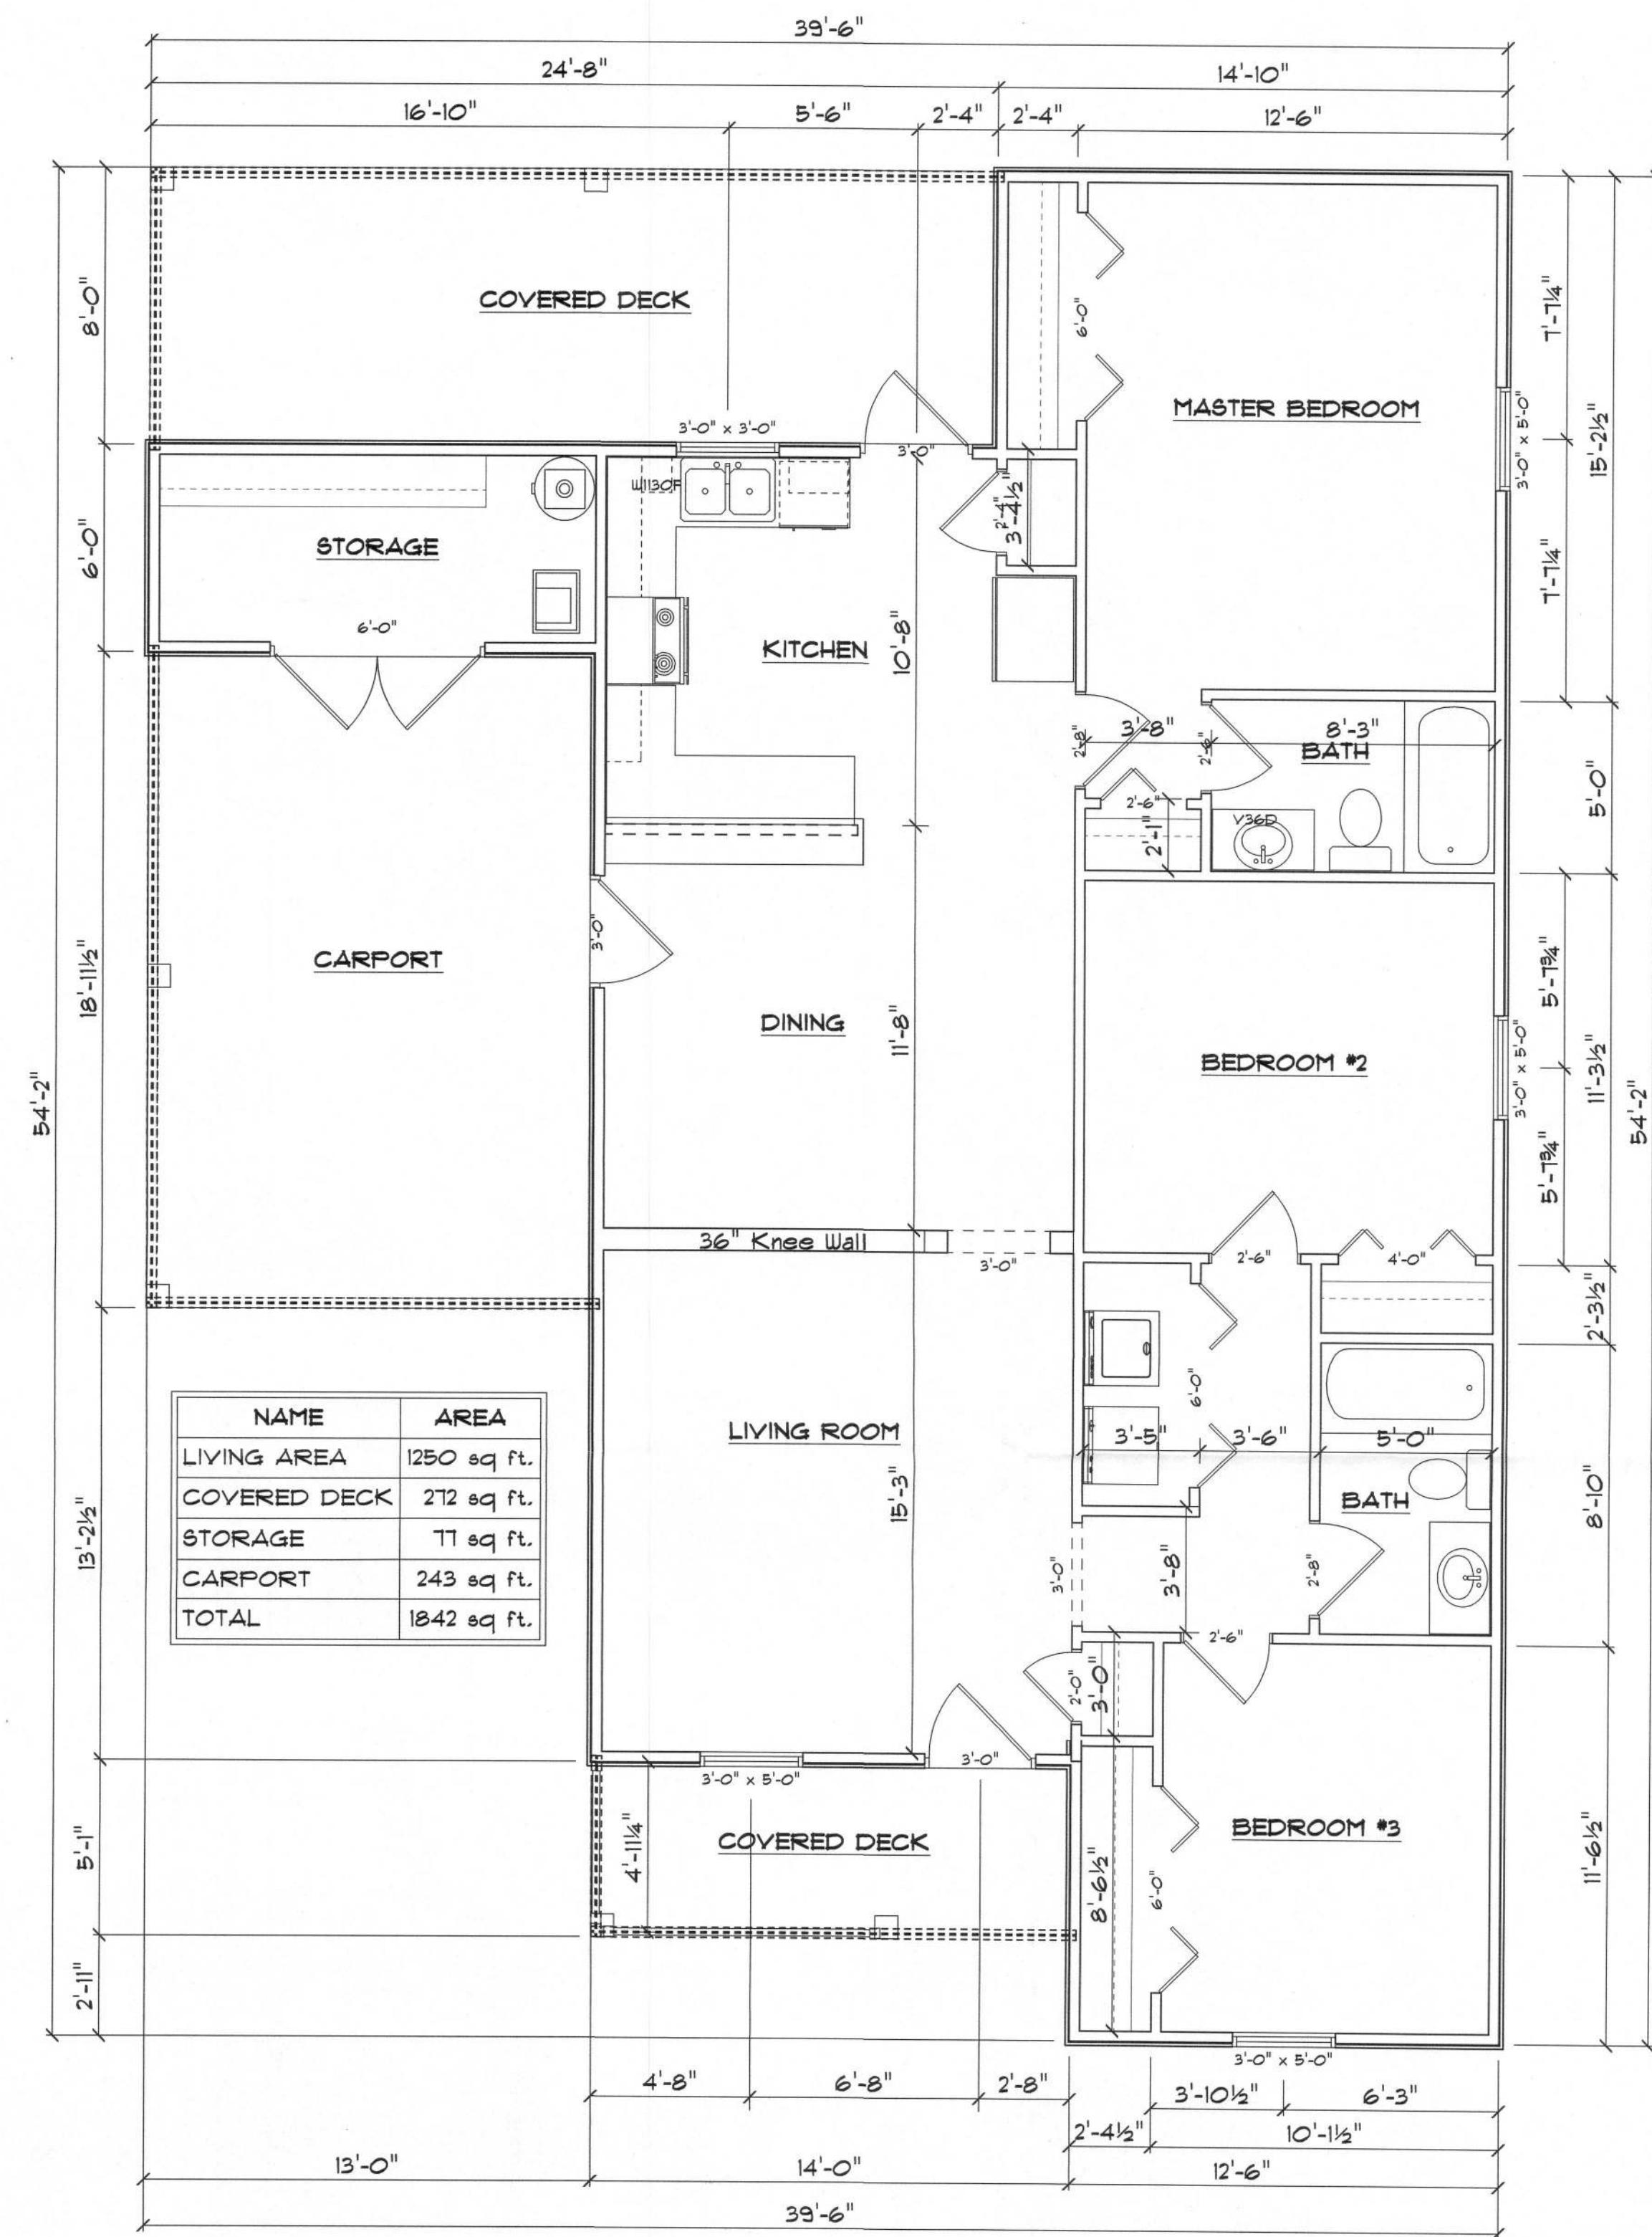 39'-6"
24'-8" 14'-10"
16'-10" 5'-6" 2'-4" 2'-4" 12'-6"
8'-0"
COVERED DECK
6'-0"
7'-7¼"
MASTER BEDROOM
3'-0" x 5'-0"
15'-2½"
3'-0" x 3'-0"
3'-0"
W1130F
2'-4"
3'-4½"
6'-0"
STORAGE
6'-0"
KITCHEN
10'-8"
7'-7¼"
2'-8"
3'-8"
2'-6"
8'-3"
BATH
5'-0"
2'-6"
2'-1"
V36D
3'-0"
18'-11½"
CARPORT
DINING
11'-8"
5'-7¾"
BEDROOM #2
3'-0" x 5'-0"
11'-3½"
54'-2"
54'-2"
5'-7¾"
36" Knee Wall
3'-0"
2'-6"
4'-0"
2'-3½"
NAME AREA
LIVING AREA 1250 sq ft.
COVERED DECK 272 sq ft.
STORAGE 77 sq ft.
CARPORT 243 sq ft.
TOTAL 1842 sq ft.
6'-0"
LIVING ROOM
3'-5" 3'-6" 5'-0"
15'-3"
BATH
8'-10"
13'-2½"
3'-0"
3'-8"
2'-8"
2'-6"
2'-0"
3'-0"
3'-0"
3'-0" x 5'-0"
5'-1"
4'-11¼"
COVERED DECK
8'-6½"
6'-0"
BEDROOM #3
11'-6½"
2'-11"
3'-0" x 5'-0"
4'-8" 6'-8" 2'-8"
3'-10½" 6'-3"
2'-4½" 10'-1½"
13'-0" 14'-0" 12'-6"
39'-6"